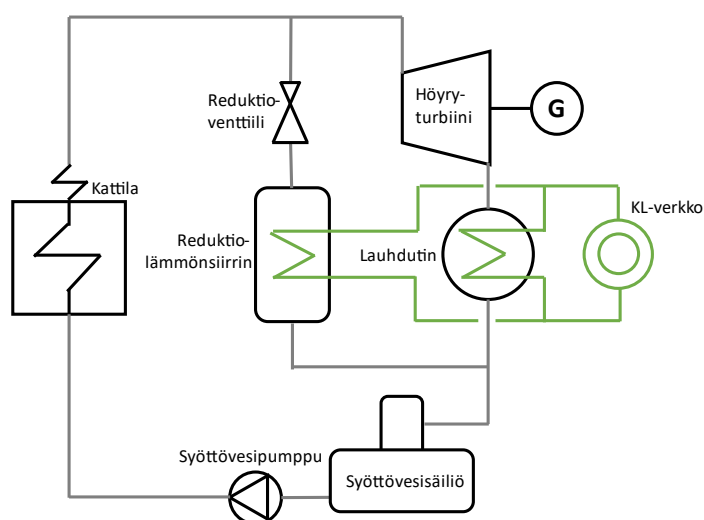 Reduktio-
venttiili
Höyry-
turbiini
G
Kattila
KL-verkko
Reduktio-
lämmönsiirrin
Lauhdutin
Syöttövesipumppu
Syöttövesisäiliö